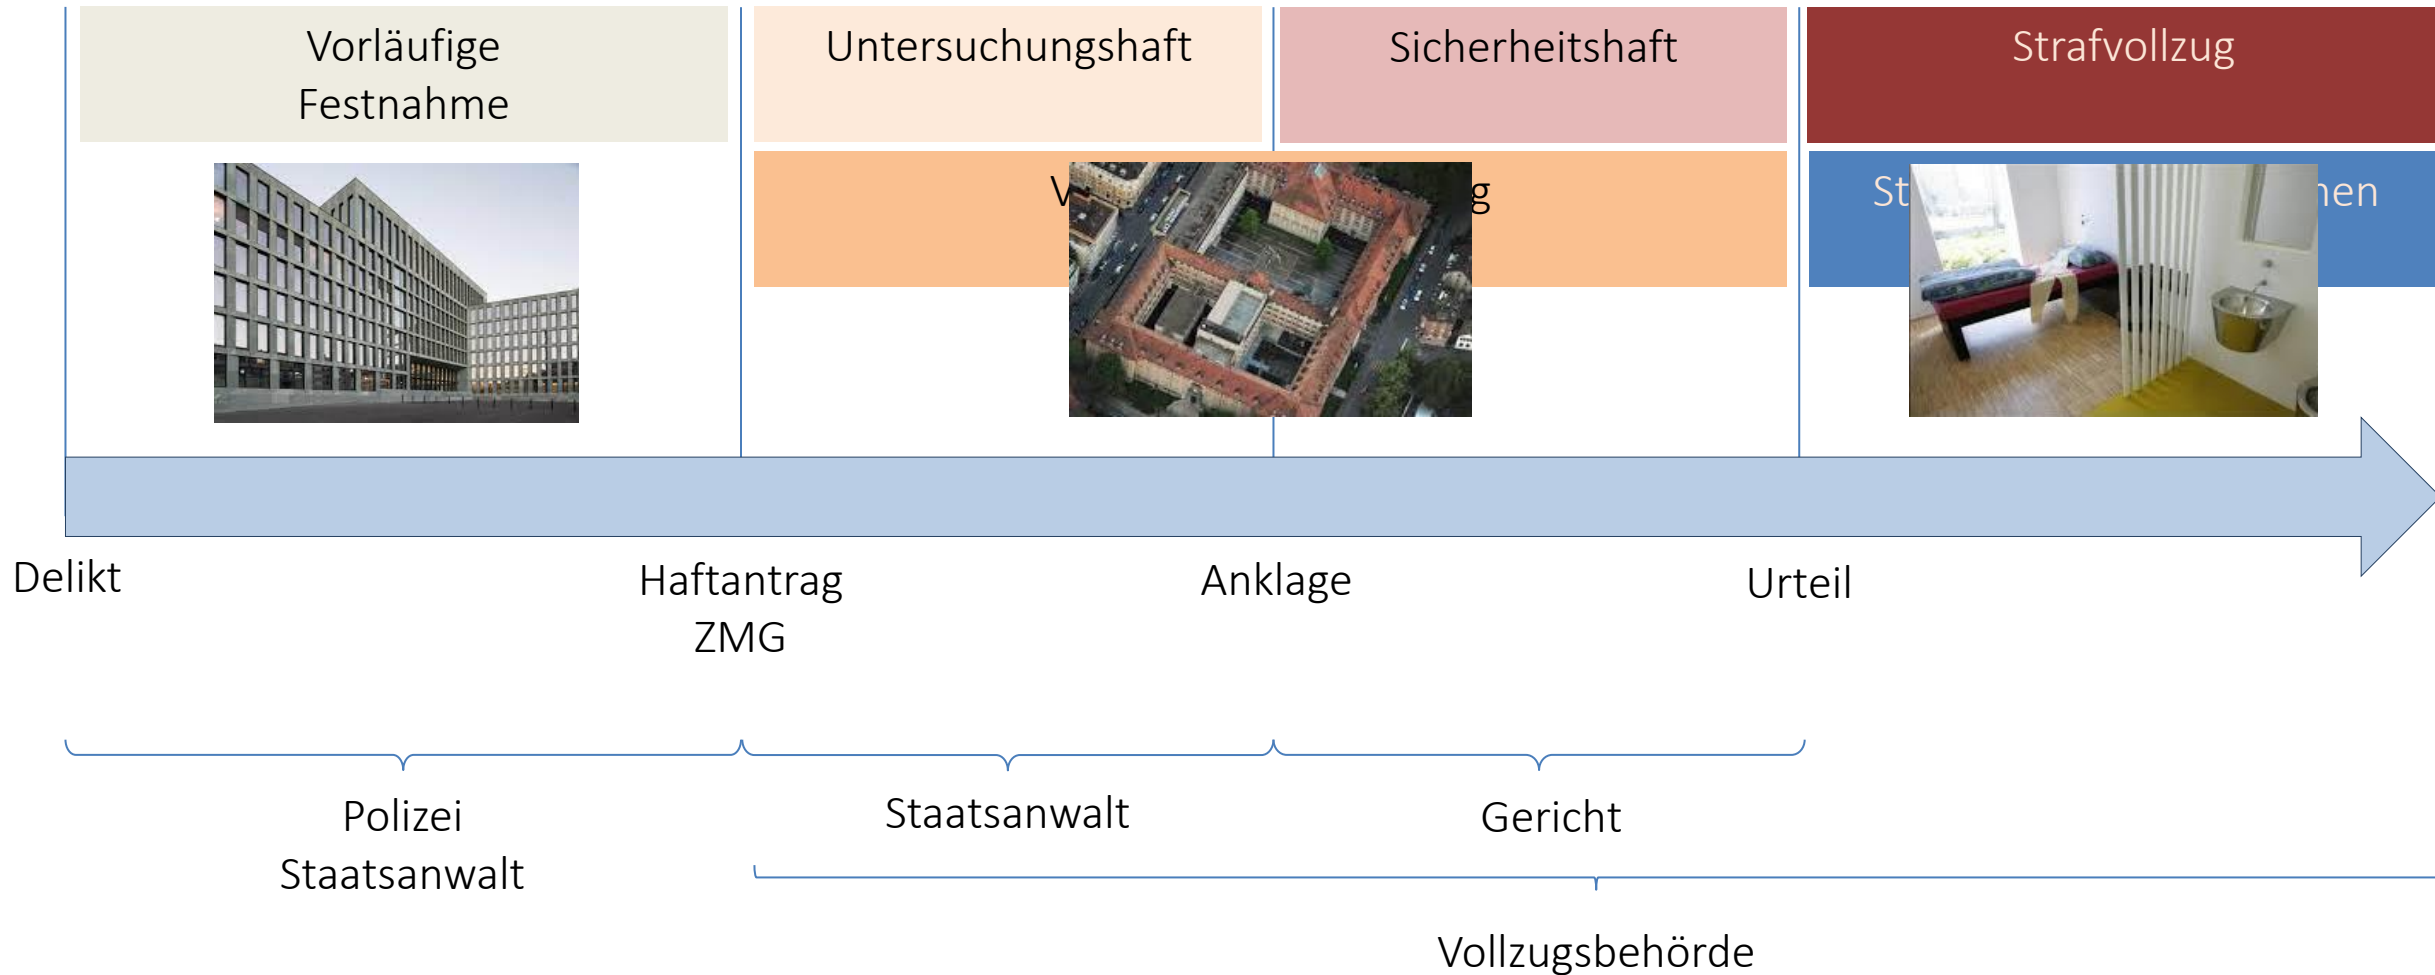 Vorläufige
Festnahme
Untersuchungshaft
Sicherheitshaft
Strafvollzug
Delikt
Haftantrag
ZMG
Anklage
Urteil
Polizei
Staatsanwalt
Staatsanwalt
Gericht
Vollzugsbehörde